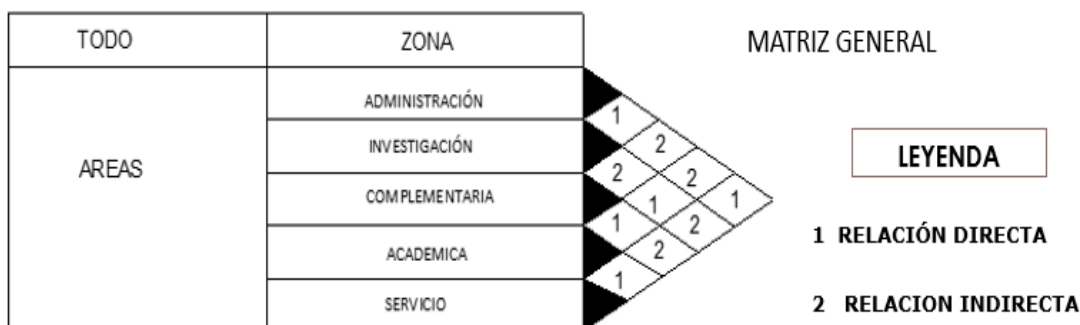 TODO ZONA MATRIZ GENERAL
ADMINISTRACIÓN
1
INVESTIGACIÓN 2
LEYENDA
AREAS 2 2
COMPLEMENTARIA 1 1
1 2
1 RELACIÓN DIRECTA
ACADEMICA 2
1
SERVICIO
2 RELACION INDIRECTA